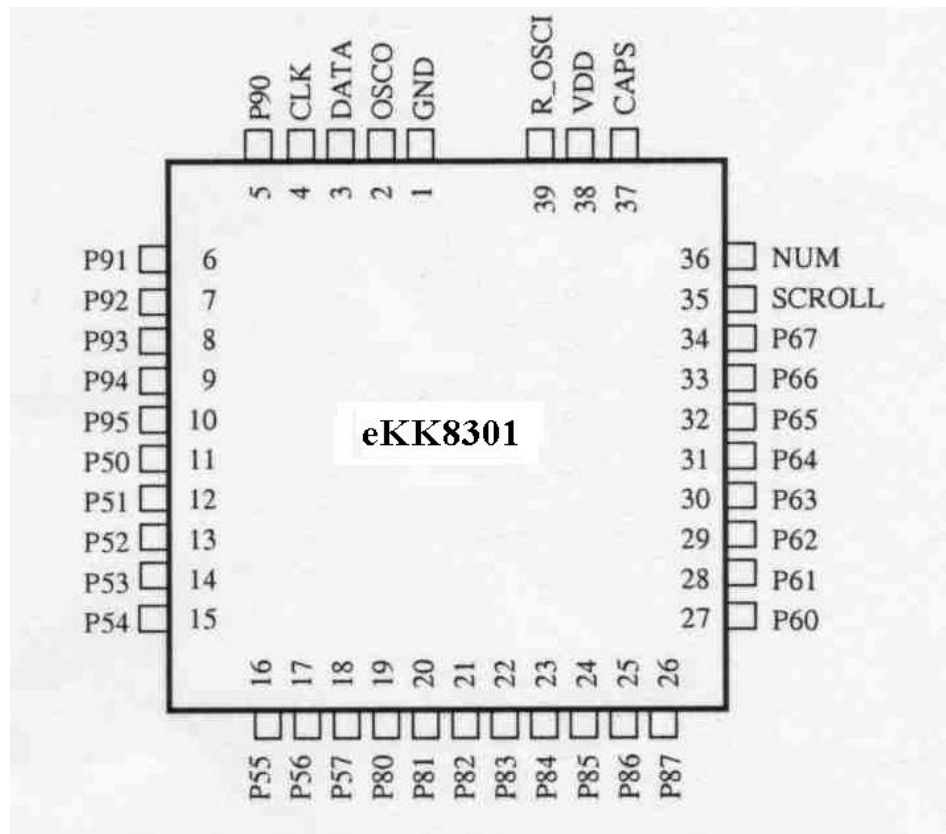 P90 CLK DATA OSCO GND R_OSCI VDD CAPS
5 4 3 2 1 39 38 37
P91 6 36 NUM
P92 7 35 SCROLL
P93 8 34 P67
P94 9 33 P66
P95 10 32 P65
P50 11 31 P64
P51 12 30 P63
P52 13 29 P62
P53 14 28 P61
P54 15 27 P60
eKK8301
16 17 18 19 20 21 22 23 24 25 26
P55 P56 P57 P80 P81 P82 P83 P84 P85 P86 P87